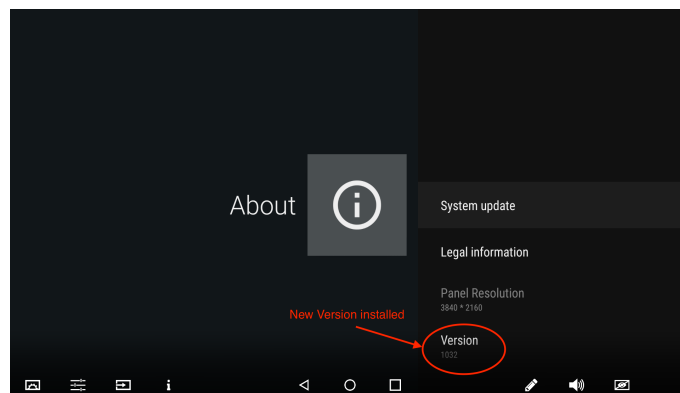 About
System update
Legal information
Panel Resolution
3840 * 2160
New Version installed
Version
1032